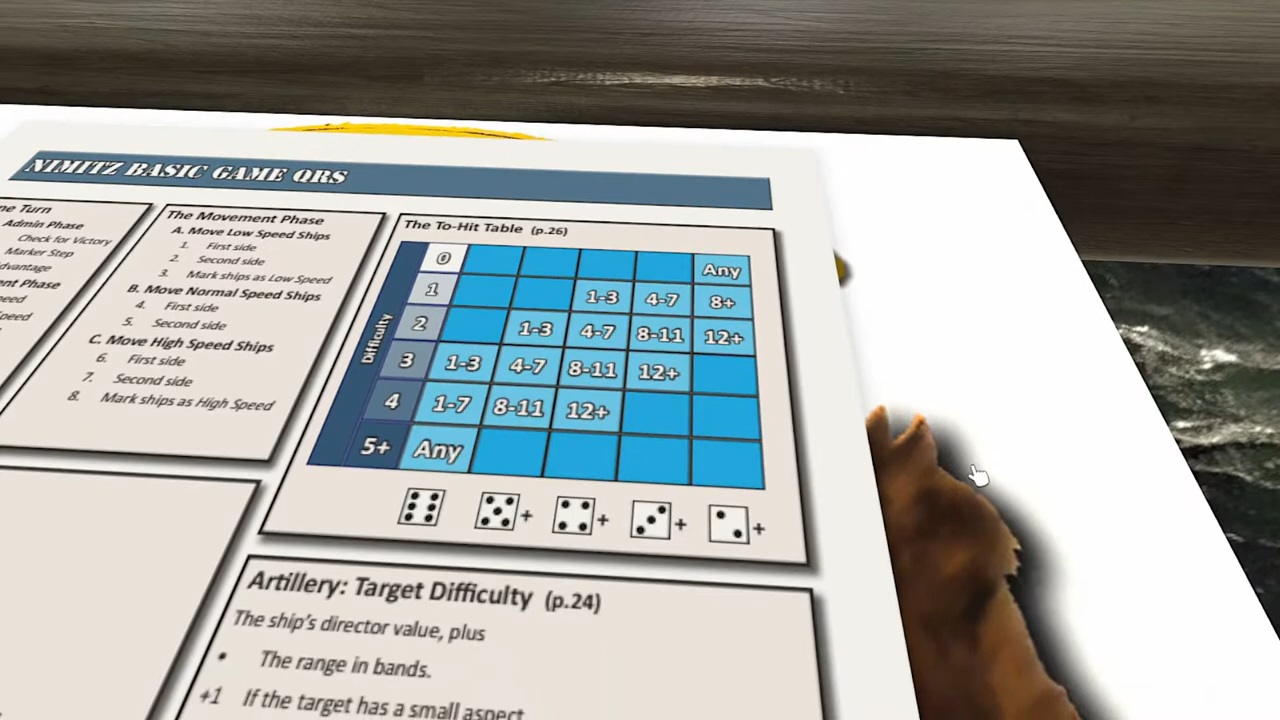 NIMITZ BASIC GAME QRS
Turn
Admin Phase
Check for Victory
Marker Step
Phase
The Movement Phase
A. Move Low Speed Ships
1. First side
2. Second side
3. Mark ships as Low Speed
B. Move Normal Speed Ships
4. First side
5. Second side
C. Move High Speed Ships
6. First side
7. Second side
8. Mark ships as High Speed
The To-Hit Table (p.26)
Difficulty
0 Any
1 1-3 4-7 8+
2 1-3 4-7 8-11 12+
3 1-3 4-7 8-11 12+
4 1-7 8-11 12+
5+ Any
+ + + +
Artillery: Target Difficulty (p.24)
The ship's director value, plus
• The range in bands.
+1 If the target has a small aspect